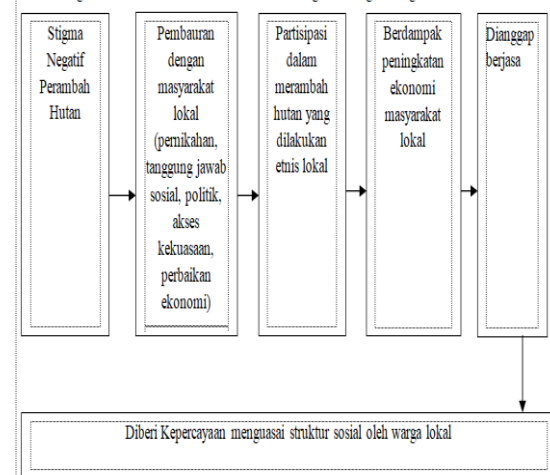 Stigma
Negatif
Perambah
Hutan
Pembauran
dengan
masyarakat
lokal
(pernikahan,
tanggung jawab
sosial, politik,
akses
kekuasaan,
perbaikan
ekonomi)
Partisipasi
dalam
merambah
hutan yang
dilakukan
etnis lokal
Berdampak
peningkatan
ekonomi
masyarakat
lokal
Dianggap
berjasa
Diberi Kepercayaan menguasai struktur sosial oleh warga lokal